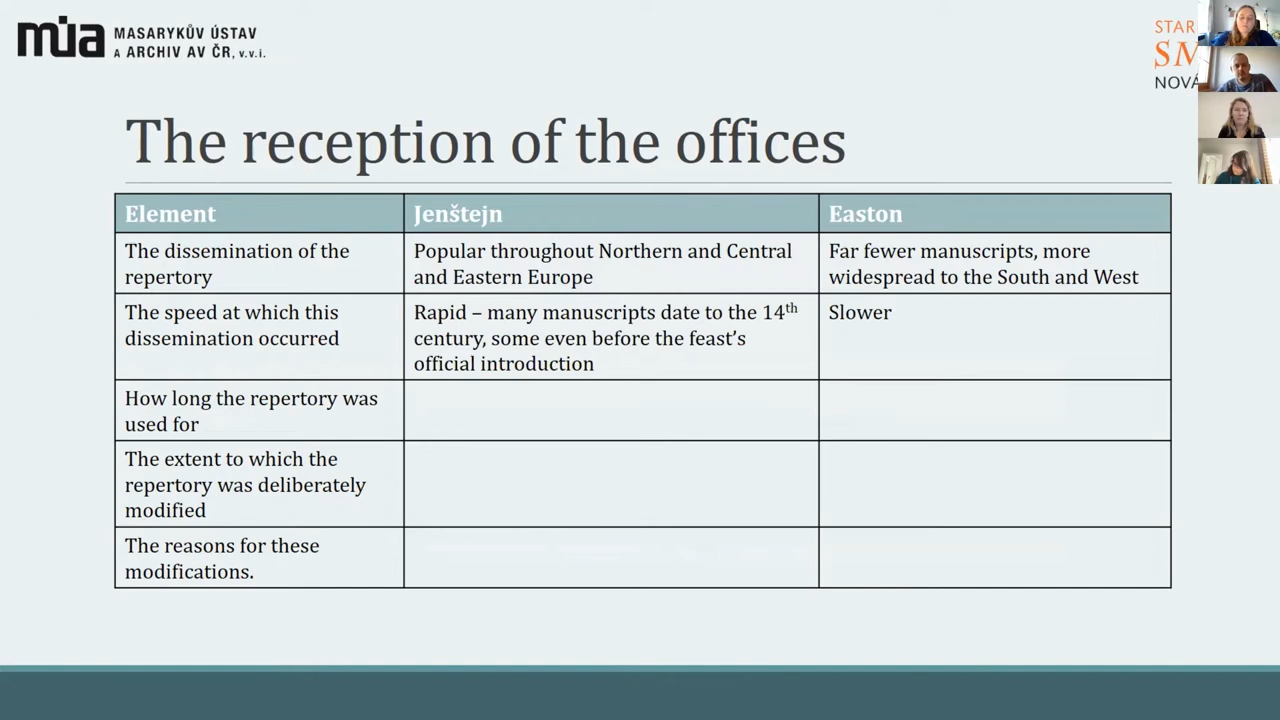 mua MASARYKŮV ÚSTAV
A ARCHIV AV ČR, v.v.i.
STAR
SM
NOVÁ
The reception of the offices
Element
Jenštejn
Easton
The dissemination of the
repertory
Popular throughout Northern and Central
and Eastern Europe
Far fewer manuscripts, more
widespread to the South and West
The speed at which this
dissemination occurred
Rapid – many manuscripts date to the 14th
century, some even before the feast’s
official introduction
Slower
How long the repertory was
used for
The extent to which the
repertory was deliberately
modified
The reasons for these
modifications.